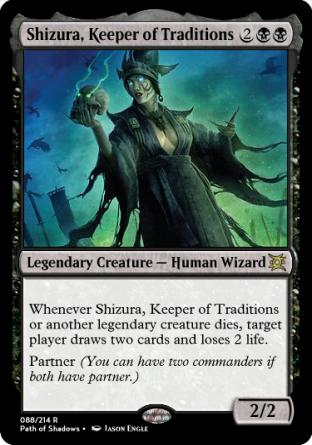 Shizura, Keeper of Traditions 2
Legendary Creature — Human Wizard
Whenever Shizura, Keeper of Traditions
or another legendary creature dies, target
player draws two cards and loses 2 life.
Partner (You can have two commanders if
both have partner.)
2/2
088/214 R
Path of Shadows • Jason Engle